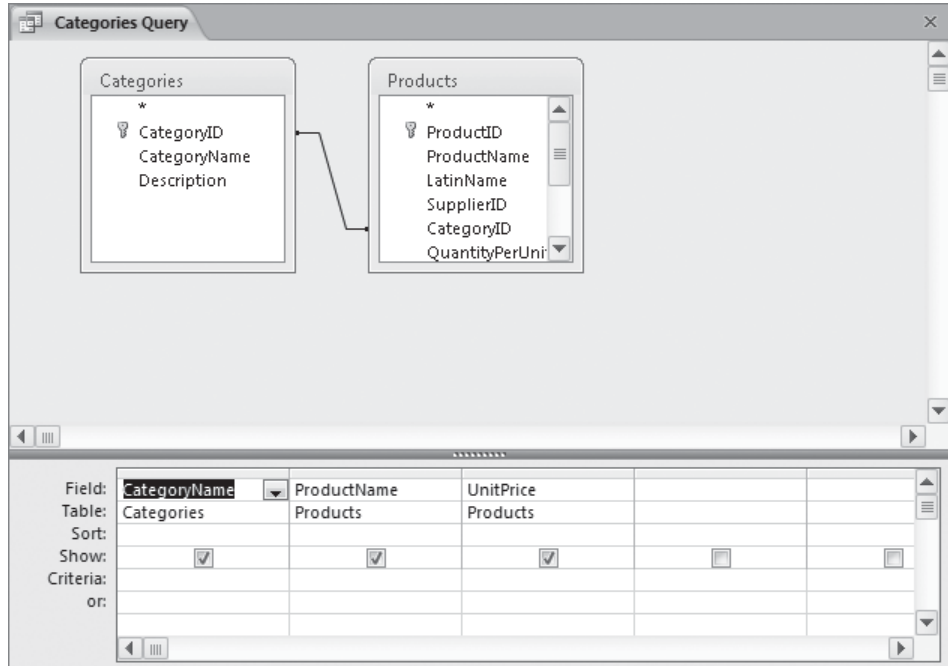 Categories Query
Categories
*
CategoryID
CategoryName
Description
Products
*
ProductID
ProductName
LatinName
SupplierID
CategoryID
QuantityPerUni
Field: CategoryName ProductName UnitPrice
Table: Categories Products Products
Sort:
Show:
Criteria:
or: